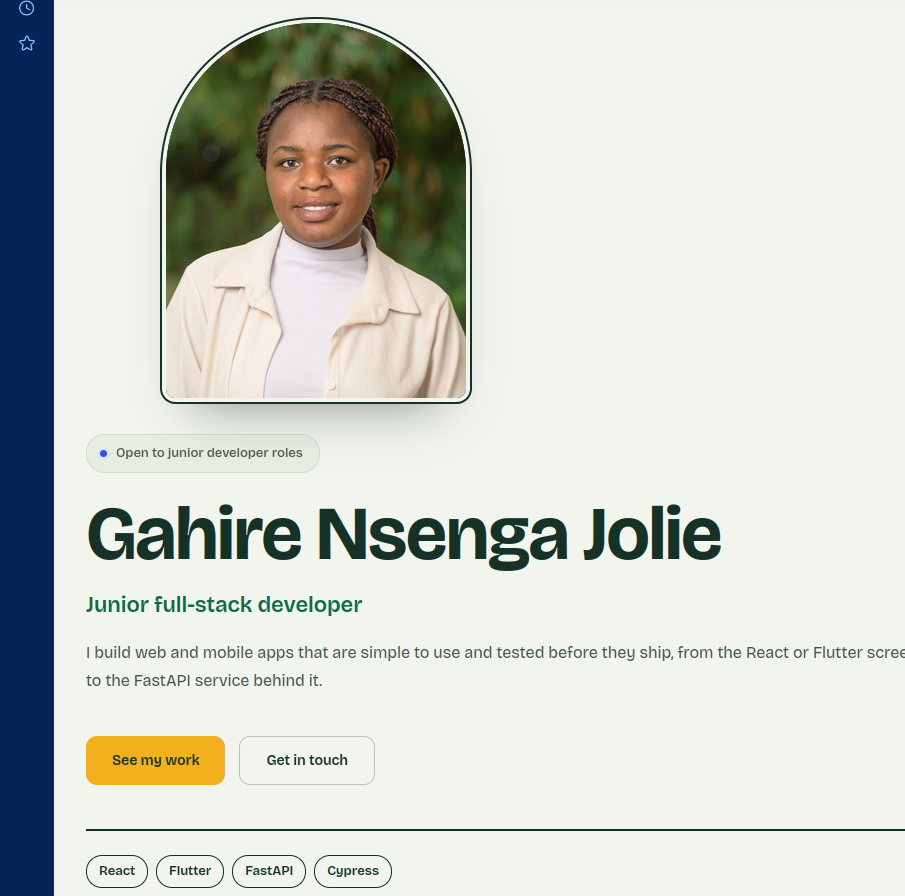 Open to junior developer roles
Gahire Nsenga Jolie
Junior full-stack developer
I build web and mobile apps that are simple to use and tested before they ship, from the React or Flutter
to the FastAPI service behind it.
See my work
Get in touch
React
Flutter
FastAPI
Cypress